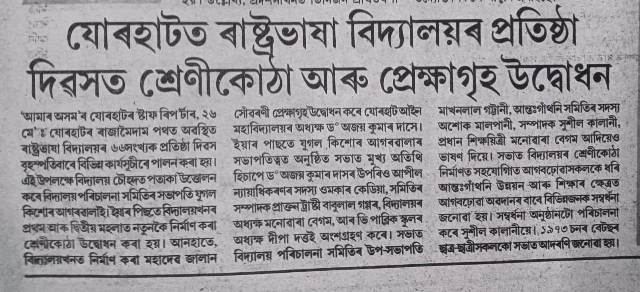 যোৰহাটত ৰাষ্ট্ৰভাষা বিদ্যালয়ৰ প্ৰতিষ্ঠা
দিৱসত শ্ৰেণীকোঠা আৰু প্ৰেক্ষাগৃহ উদ্বোধন
'আমাৰ অসম'ৰ যোৰহাটৰ ষ্টাফ ৰিপৰ্টাৰ, ২৬
মে' ঃ যোৰহাটৰ ৰাজামৈদাম পথত অৱস্থিত
ৰাষ্ট্ৰভাষা বিদ্যালয়ৰ ৬৬সংখ্যক প্ৰতিষ্ঠা দিৱস
বৃহস্পতিবাৰে বিভিন্ন কাৰ্যসূচীৰে পালন কৰা হয়।
এই উপলক্ষে বিদ্যালয় চৌহদত পতাকা উত্তোলন
কৰে বিদ্যালয় পৰিচালনা সমিতিৰ সভাপতি যুগল
কিশোৰ আগৰৱালাই। ইয়াৰ পিছতে বিদ্যালয়খনৰ
প্ৰথম আৰু দ্বিতীয় মহলাত নতুনকৈ নিৰ্মাণ কৰা
শ্ৰেণীকোঠা উদ্বোধন কৰা হয়। আনহাতে,
বিদ্যালয়খনত নিৰ্মাণ কৰা মহাদেৱ জালান
সোঁৱৰণী প্ৰেক্ষাগৃহ উদ্বোধন কৰে যোৰহাট আইন
মহাবিদ্যালয়ৰ অধ্যক্ষ ড° অজয় কুমাৰ দাসে।
ইয়াৰ পাছতে যুগল কিশোৰ আগৰৱালাৰ
সভাপতিত্বত অনুষ্ঠিত সভাত মুখ্য অতিথি
হিচাপে ড° অজয় কুমাৰ দাসৰ উপৰিও আপীল
ন্যায়াধিকৰণৰ সদস্য ওমকাৰ কেডিয়া, সমিতিৰ
সম্পাদক প্ৰাক্তন ট্ৰাষ্টী বাবুলাল গগ্গৰ, বিদ্যালয়ৰ
অধ্যক্ষ মনোৰাবা বেগম, আৰ ভি পাব্লিক স্কুলৰ
অধ্যক্ষ দীপা দত্তই অংশগ্ৰহণ কৰে। সভাত
বিদ্যালয় পৰিচালনা সমিতিৰ উপ-সভাপতি
মাখনলাল গট্টানী, আন্তঃগাঁথনি সমিতিৰ সদস্য
অশোক মালপানী, সম্পাদক সুশীল কালানী,
প্ৰধান শিক্ষয়িত্ৰী মনোৰাবা বেগম আদিয়েও
ভাষণ দিয়ে। সভাত বিদ্যালয়ৰ শ্ৰেণীকোঠা
নিৰ্মাণত সহযোগিতা আগবঢ়োৱাসকলকে ধৰি
আন্তঃগাঁথনি উন্নয়ন আৰু শিক্ষাৰ ক্ষেত্ৰত
আগবঢ়োৱা অৱদানৰ বাবে বিভিন্নজনক সম্বৰ্ধনা
জনোৱা হয়। সম্বৰ্ধনা অনুষ্ঠানটো পৰিচালনা
কৰে সুশীল কালানীয়ে। ১৯৭৩ চনৰ বেটছৰ
ছাত্ৰ-ছাত্ৰীসকলকো সভাত আদৰণি জনোৱা হয়।